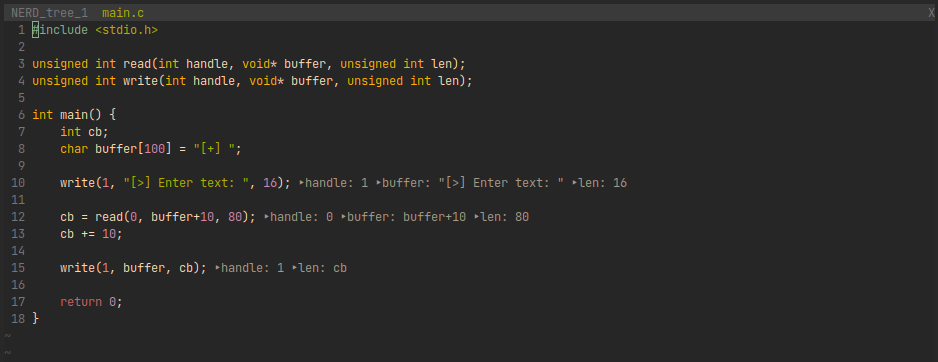 NERD_tree_1 main.c X
1 #include <stdio.h>
2
3 unsigned int read(int handle, void* buffer, unsigned int len);
4 unsigned int write(int handle, void* buffer, unsigned int len);
5
6 int main() {
7     int cb;
8     char buffer[100] = "[+] ";
9
10     write(1, "[>] Enter text: ", 16); ‣handle: 1 ‣buffer: "[>] Enter text: " ‣len: 16
11
12     cb = read(0, buffer+10, 80); ‣handle: 0 ‣buffer: buffer+10 ‣len: 80
13     cb += 10;
14
15     write(1, buffer, cb); ‣handle: 1 ‣len: cb
16
17     return 0;
18 }
~
~